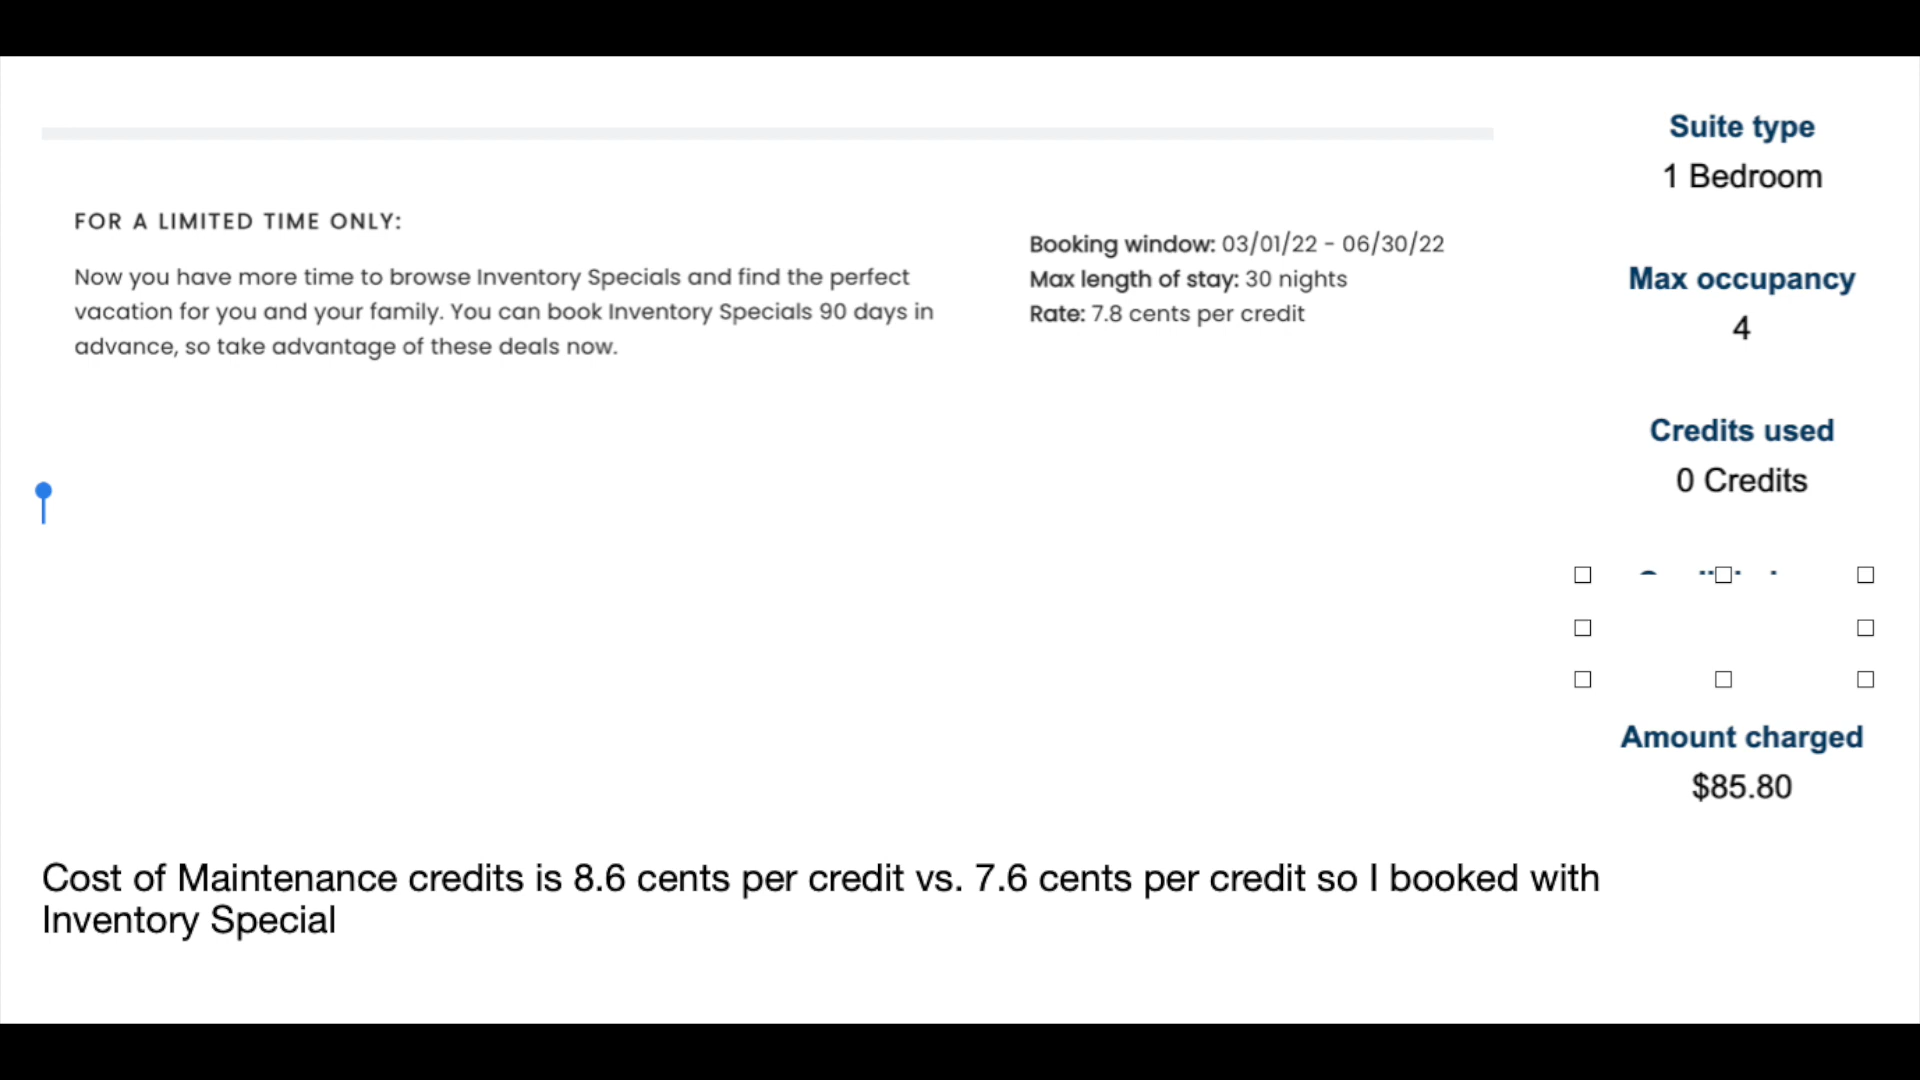 FOR A LIMITED TIME ONLY:
Now you have more time to browse Inventory Specials and find the perfect
vacation for you and your family. You can book Inventory Specials 90 days in
advance, so take advantage of these deals now.
Booking window: 03/01/22 - 06/30/22
Max length of stay: 30 nights
Rate: 7.8 cents per credit
Suite type
1 Bedroom
Max occupancy
4
Credits used
0 Credits
Amount charged
$85.80
Cost of Maintenance credits is 8.6 cents per credit vs. 7.6 cents per credit so I booked with
Inventory Special